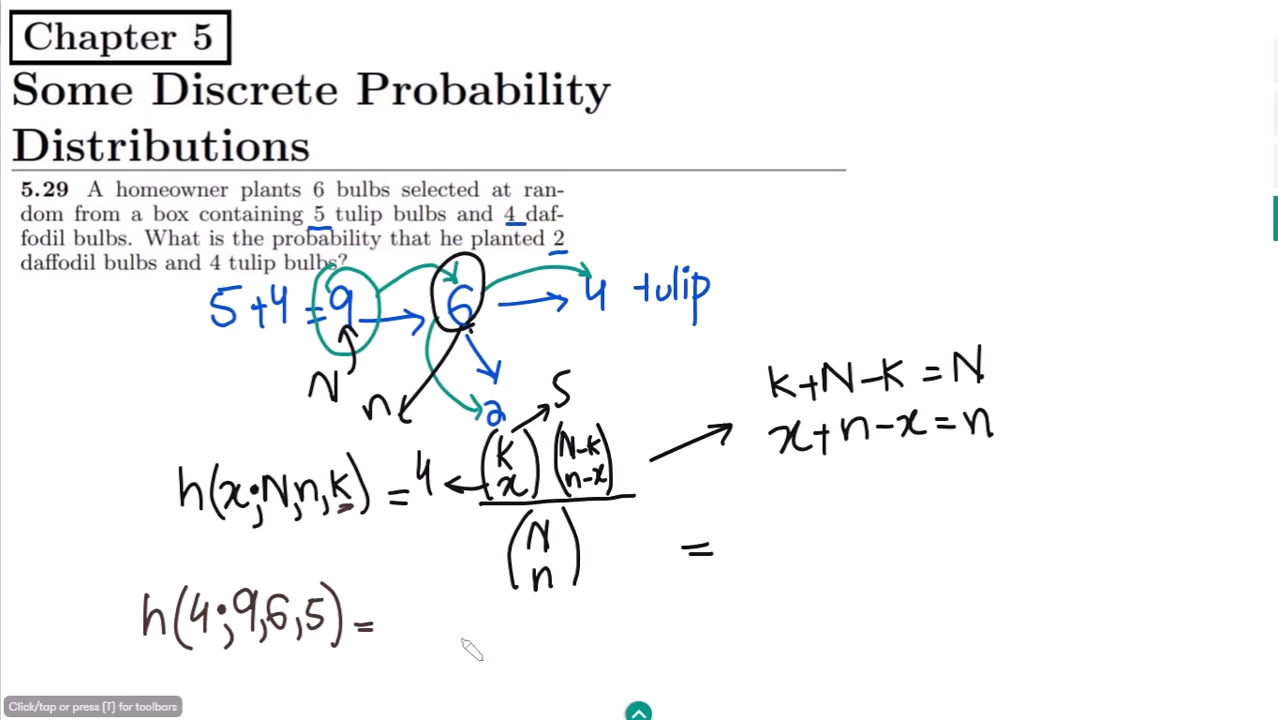 Chapter 5
Some Discrete Probability
Distributions
5.29 A homeowner plants 6 bulbs selected at ran-
dom from a box containing 5 tulip bulbs and 4 daf-
fodil bulbs. What is the probability that he planted 2
daffodil bulbs and 4 tulip bulbs?
5+4=9 → 6 → 4 tulip
N n 2
5
k+N-k=N
x+n-x=n
h(x;N,n,k) = 4 ← (k x)(N-k n-x)
(N n) =
h(4;9,6,5) =
Click/tap or press [T] for toolbars